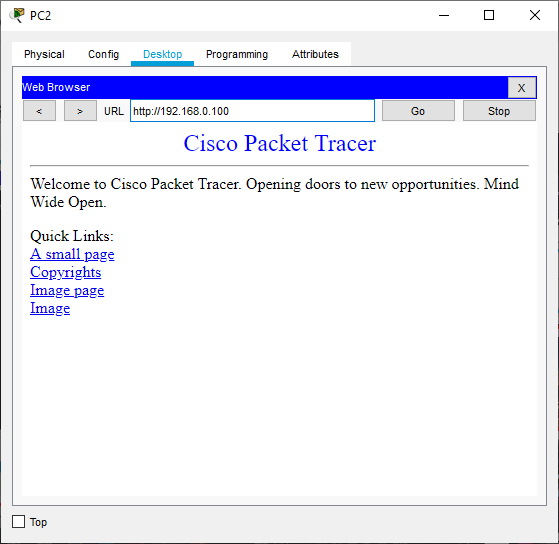 PC2
Physical Config Desktop Programming Attributes
Web Browser X
< > URL http://192.168.0.100 Go Stop
Cisco Packet Tracer
Welcome to Cisco Packet Tracer. Opening doors to new opportunities. Mind
Wide Open.
Quick Links:
A small page
Copyrights
Image page
Image
Top